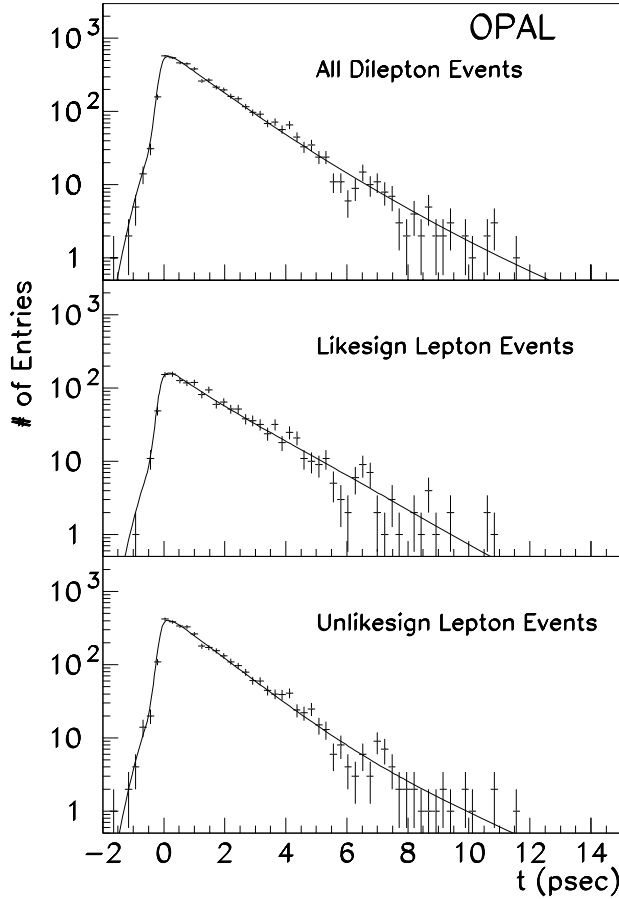 OPAL
All Dilepton Events
10³
10²
10
1
Likesign Lepton Events
10²
10
1
Unlikesign Lepton Events
10³
10²
10
1
# of Entries
−2 0 2 4 6 8 10 12 14
t (psec)